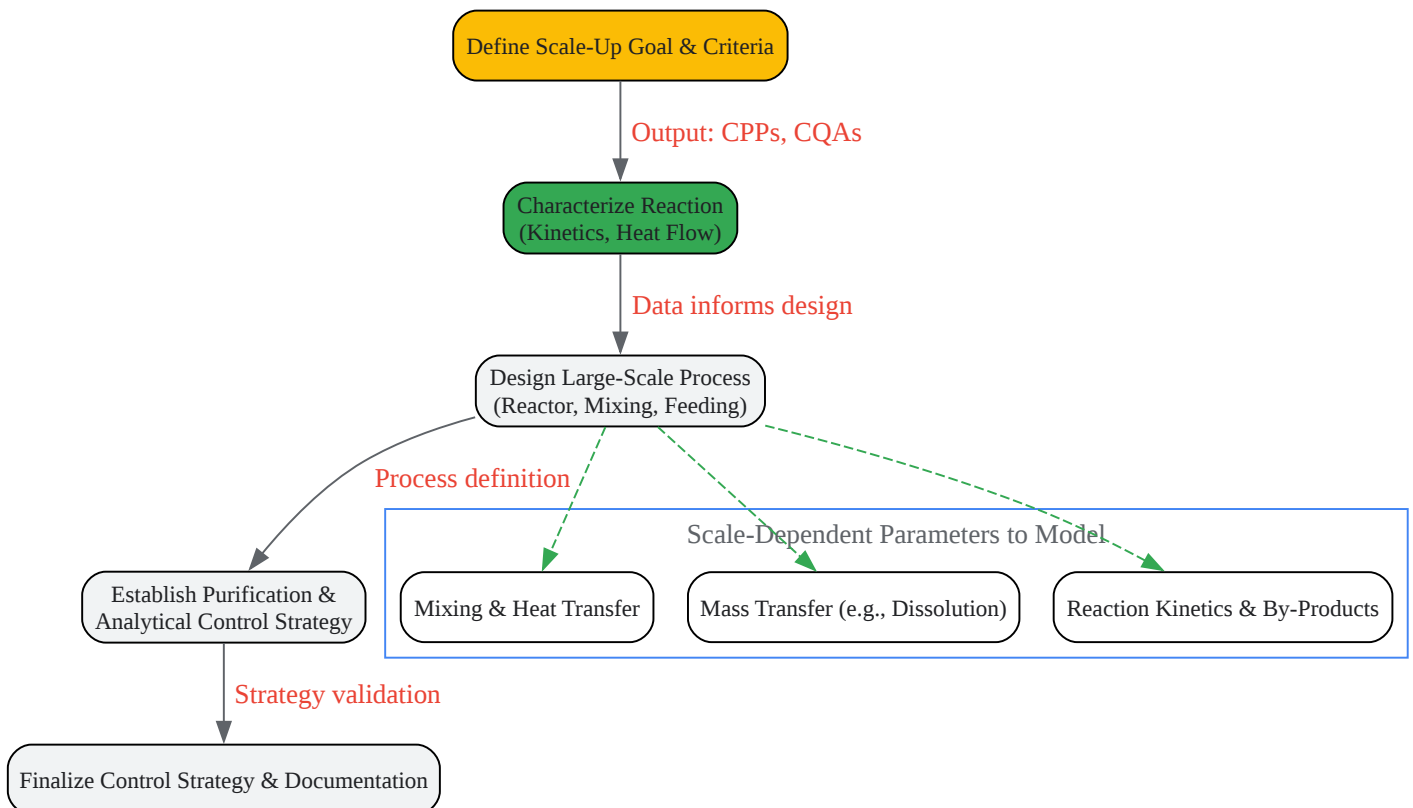 Define Scale-Up Goal & Criteria
Output: CPPs, CQAs
Characterize Reaction
(Kinetics, Heat Flow)
Data informs design
Design Large-Scale Process
(Reactor, Mixing, Feeding)
Process definition
Scale-Dependent Parameters to Model
Establish Purification &
Analytical Control Strategy
Mixing & Heat Transfer
Mass Transfer (e.g., Dissolution)
Reaction Kinetics & By-Products
Strategy validation
Finalize Control Strategy & Documentation